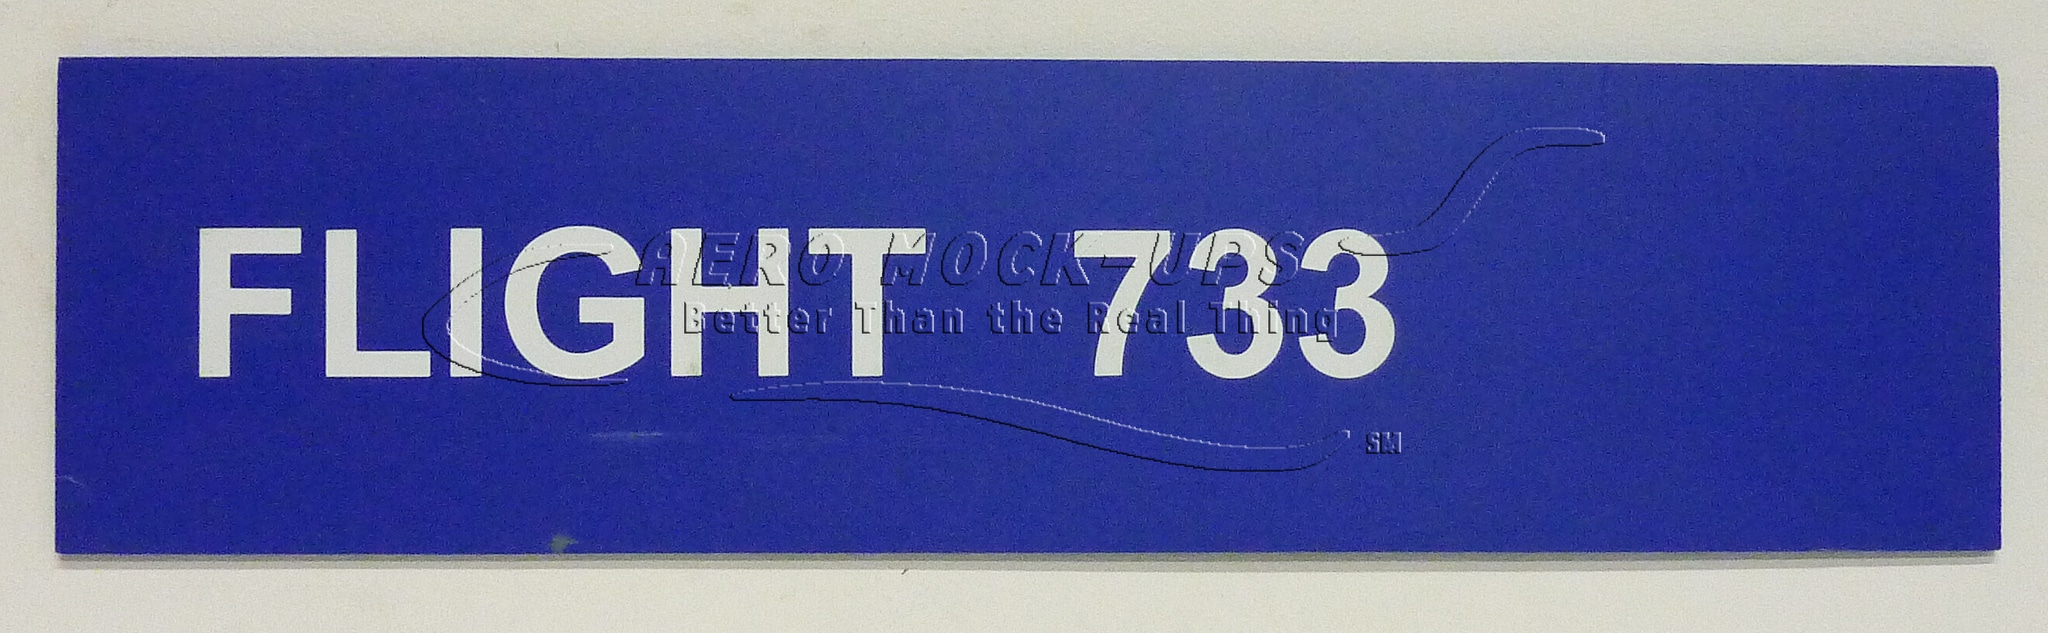 FLIGHT 733
AERO MOCK-UPS
Better Than the Real Thing
SM